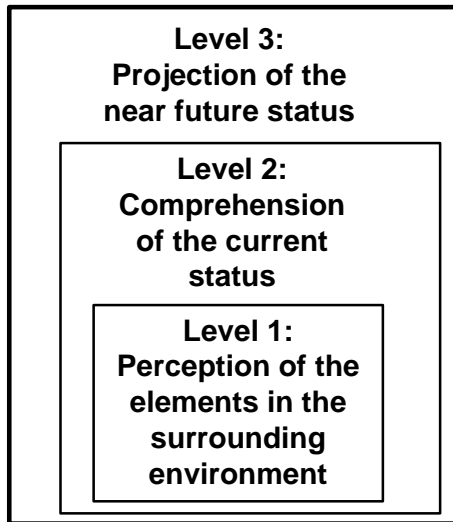 Level 3:
Projection of the
near future status
Level 2:
Comprehension
of the current
status
Level 1:
Perception of the
elements in the
surrounding
environment